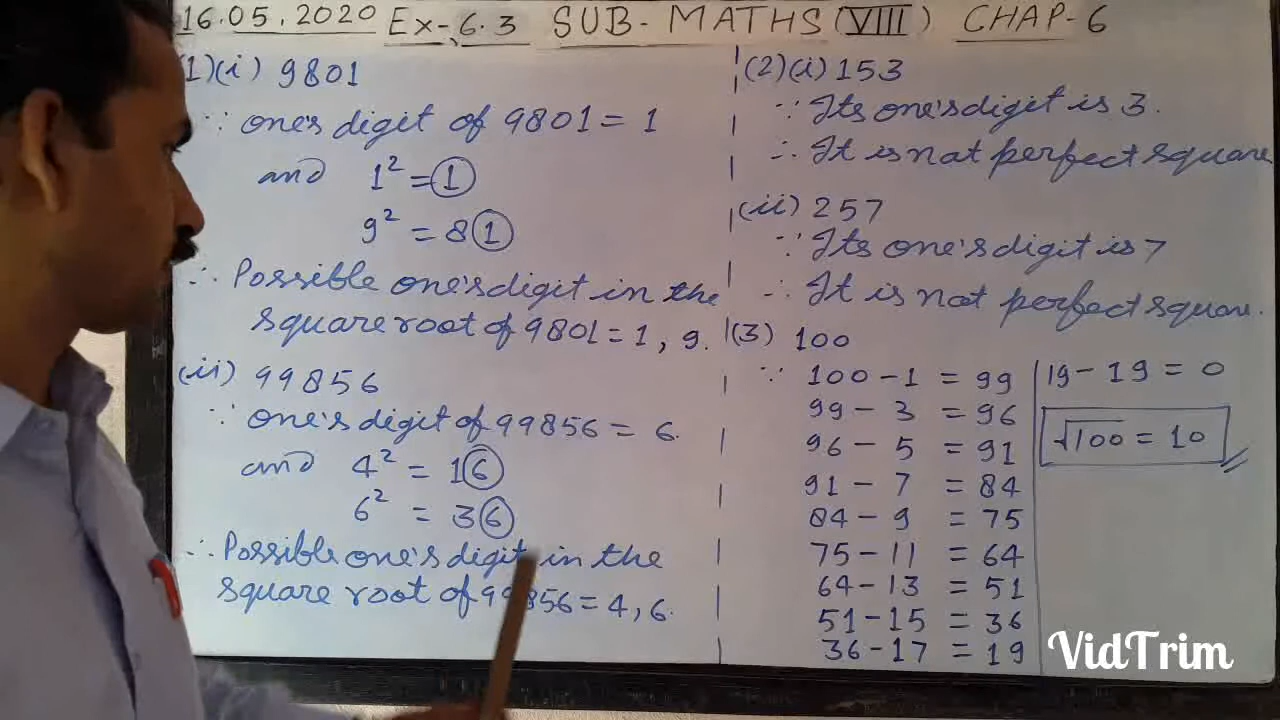 16.05.2020 Ex-6.3 SUB- MATHS (VIII) CHAP-6
(1)(i) 9801
∵ one's digit of 9801 = 1
and 1² = 1
9² = 81
∴ Possible one's digit in the
square root of 9801 = 1, 9.
(ii) 99856
∵ one's digit of 99856 = 6.
and 4² = 16
6² = 36
∴ Possible one's digit in the
square root of 99856 = 4, 6.
(2)(i) 153
∵ Its one's digit is 3.
∴ It is not perfect square
(ii) 257
∵ Its one's digit is 7
∴ It is not perfect square.
(3) 100
∵ 100 - 1 = 99
99 - 3 = 96
96 - 5 = 91
91 - 7 = 84
84 - 9 = 75
75 - 11 = 64
64 - 13 = 51
51 - 15 = 36
36 - 17 = 19
19 - 19 = 0
√100 = 10
VidTrim